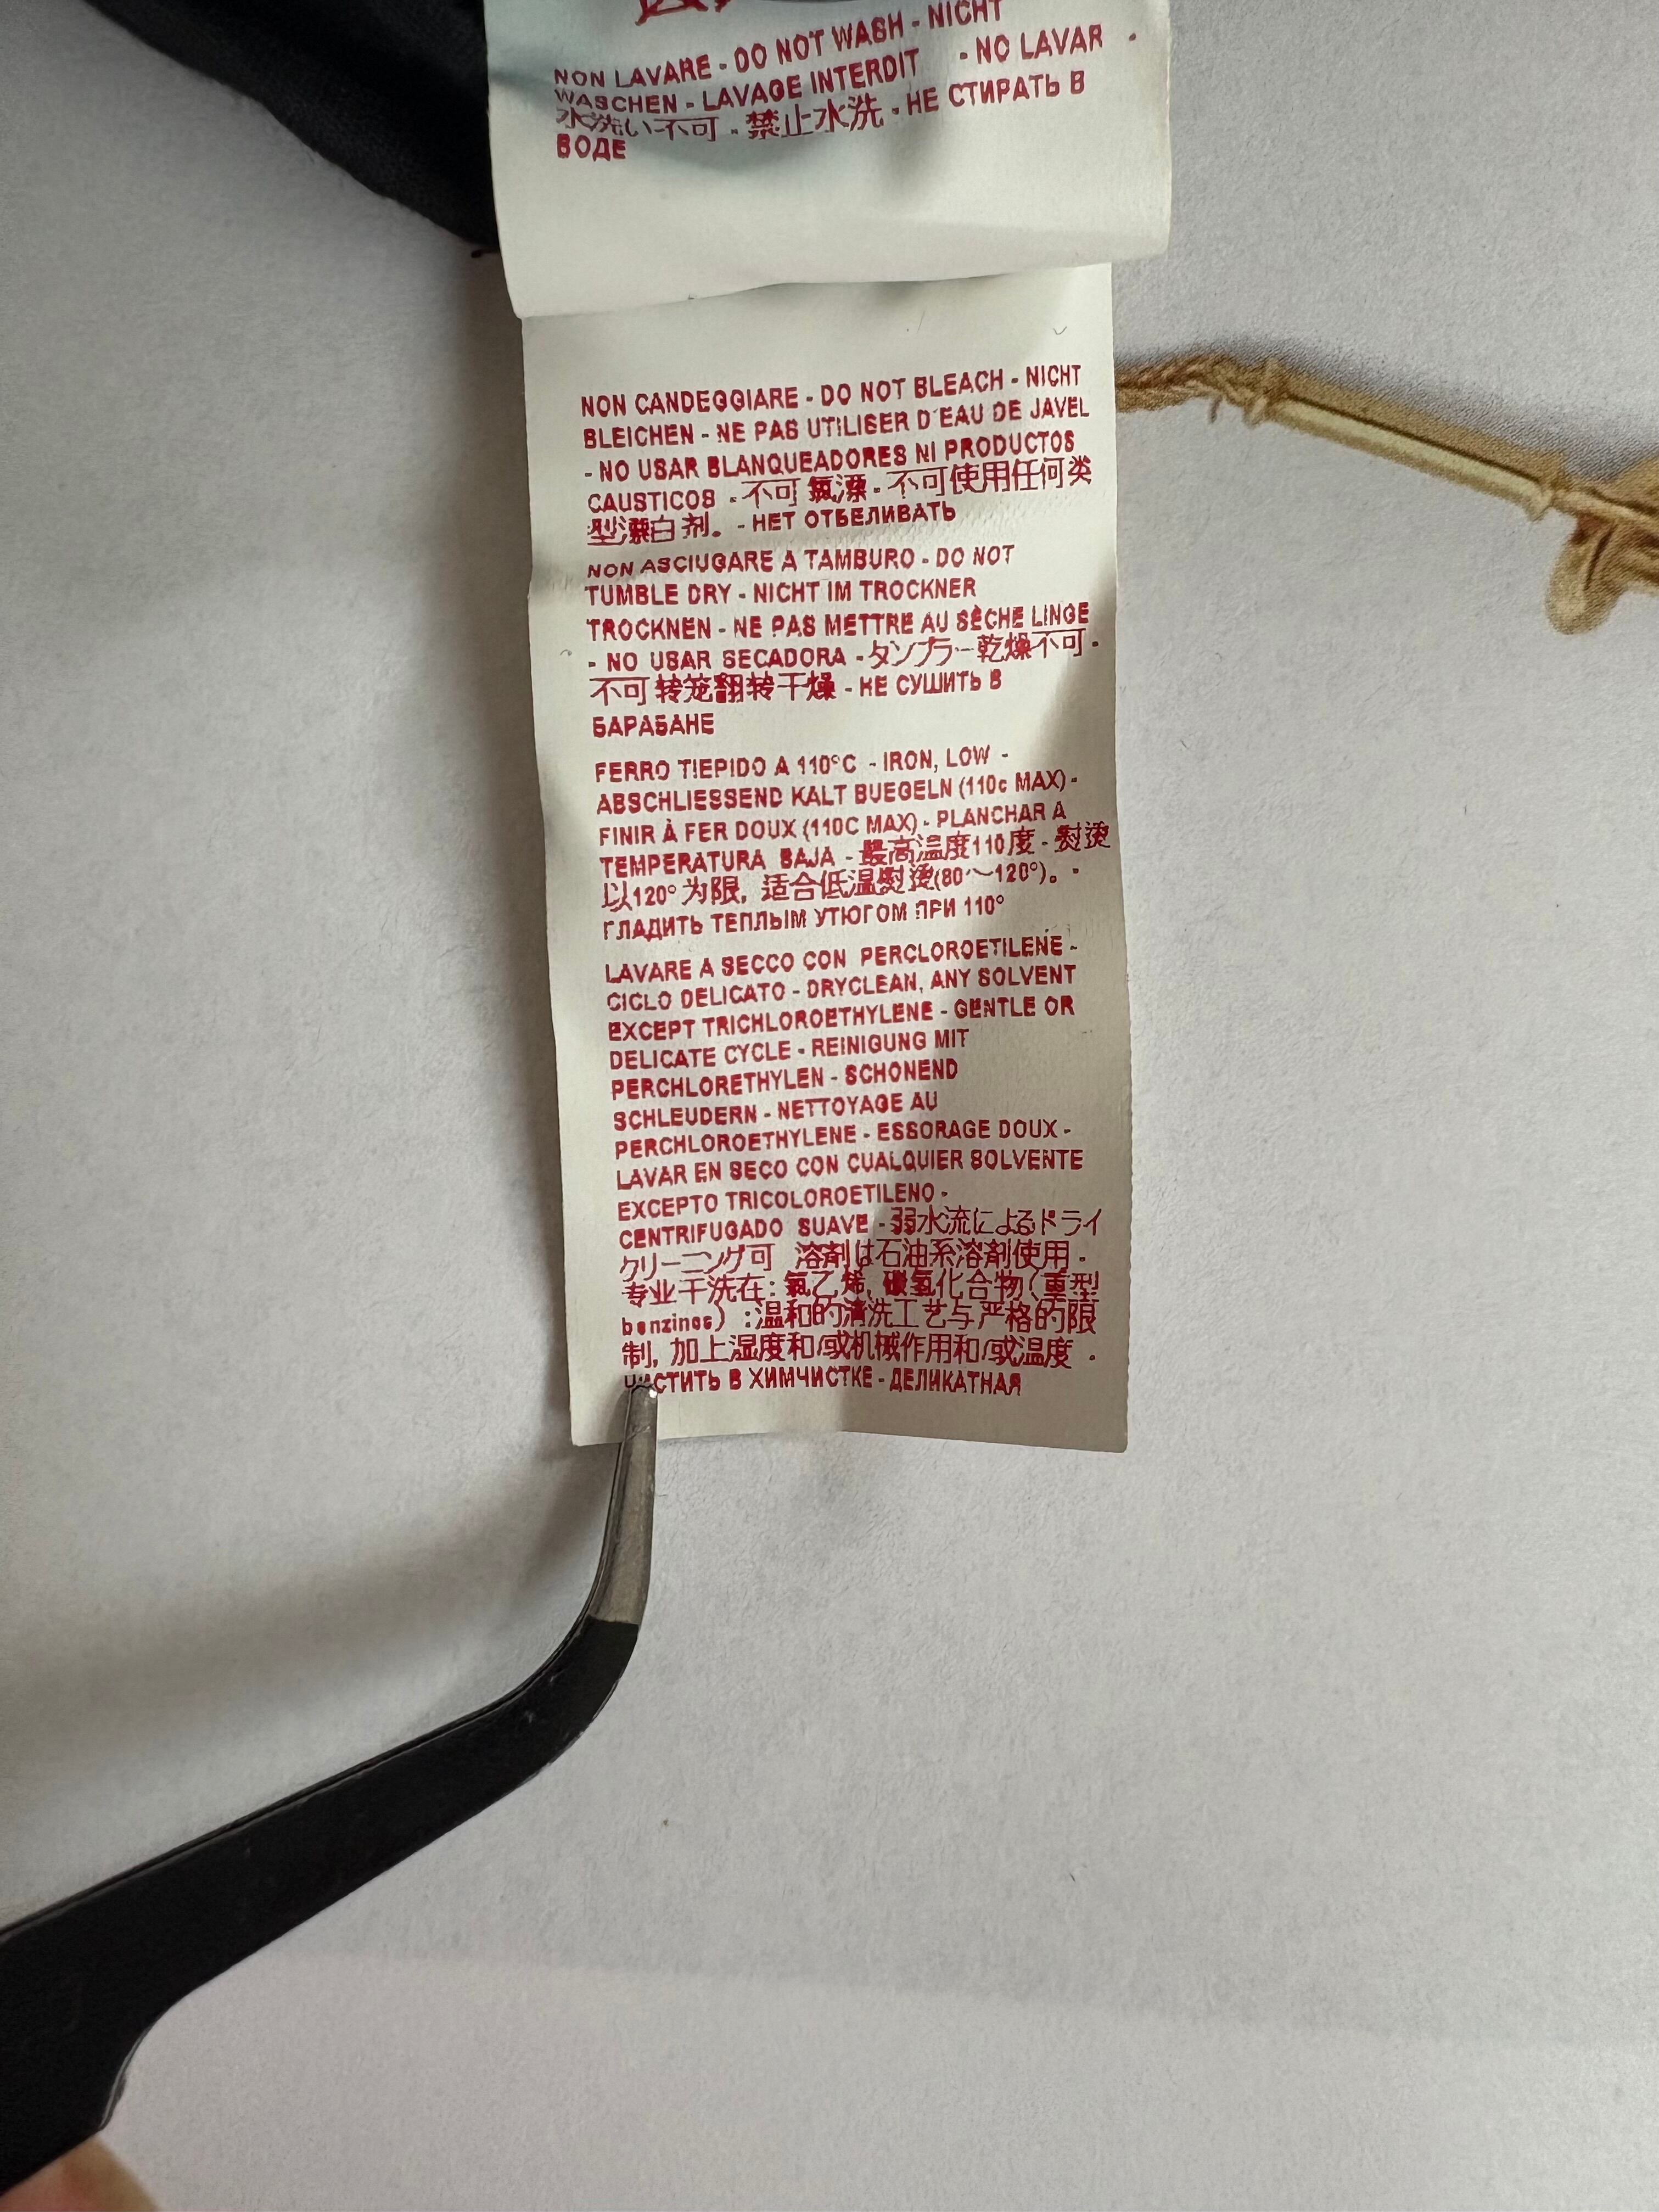 NON LAVARE - DO NOT WASH - NICHT
WASCHEN - LAVAGE INTERDIT - NO LAVAR -
水洗い不可 - 禁止水洗 - НЕ СТИРАТЬ В
ВОДЕ
NON CANDEGGIARE - DO NOT BLEACH - NICHT
BLEICHEN - NE PAS UTILISER D'EAU DE JAVEL
- NO USAR BLANQUEADORES NI PRODUCTOS
CAUSTICOS - 不可 氯漂 - 不可使用任何类
型漂白剂。 - НЕТ ОТБЕЛИВАТЬ
NON ASCIUGARE A TAMBURO - DO NOT
TUMBLE DRY - NICHT IM TROCKNER
TROCKNEN - NE PAS METTRE AU SÈCHE LINGE
- NO USAR SECADORA - タンブラー乾燥不可 -
不可转笼翻转干燥 - НЕ СУШИТЬ В
БАРАБАНЕ
FERRO TIEPIDO A 110°C - IRON, LOW -
ABSCHLIESSEND KALT BUEGELN (110c MAX) -
FINIR À FER DOUX (110C MAX) - PLANCHAR A
TEMPERATURA BAJA - 最高温度110度 - 熨烫
以120°为限, 适合低温熨烫(80°～120°)。 -
ГЛАДИТЬ ТЕПЛЫМ УТЮГОМ ПРИ 110°
LAVARE A SECCO CON PERCLOROETILENE -
CICLO DELICATO - DRYCLEAN, ANY SOLVENT
EXCEPT TRICHLOROETHYLENE - GENTLE OR
DELICATE CYCLE - REINIGUNG MIT
PERCHLORETHYLEN - SCHONEND
SCHLEUDERN - NETTOYAGE AU
PERCHLOROETHYLENE - ESSORAGE DOUX -
LAVAR EN SECO CON CUALQUIER SOLVENTE
EXCEPTO TRICOLOROETILENO -
CENTRIFUGADO SUAVE - 弱水流によるドライ
クリーニング可 溶剤は石油系溶剤使用 -
专业干洗在: 氯乙烯, 碳氢化合物 (重型
benzines) :温和的清洗工艺与严格的限
制, 加上湿度和/或机械作用和/或温度 -
ЧИСТИТЬ В ХИМЧИСТКЕ - ДЕЛИКАТНАЯ